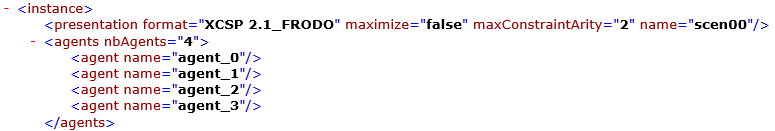 - <instance>
<presentation format="XCSP 2.1_FRODO" maximize="false" maxConstraintArity="2" name="scen00"/>
- <agents nbAgents="4">
<agent name="agent_0"/>
<agent name="agent_1"/>
<agent name="agent_2"/>
<agent name="agent_3"/>
</agents>